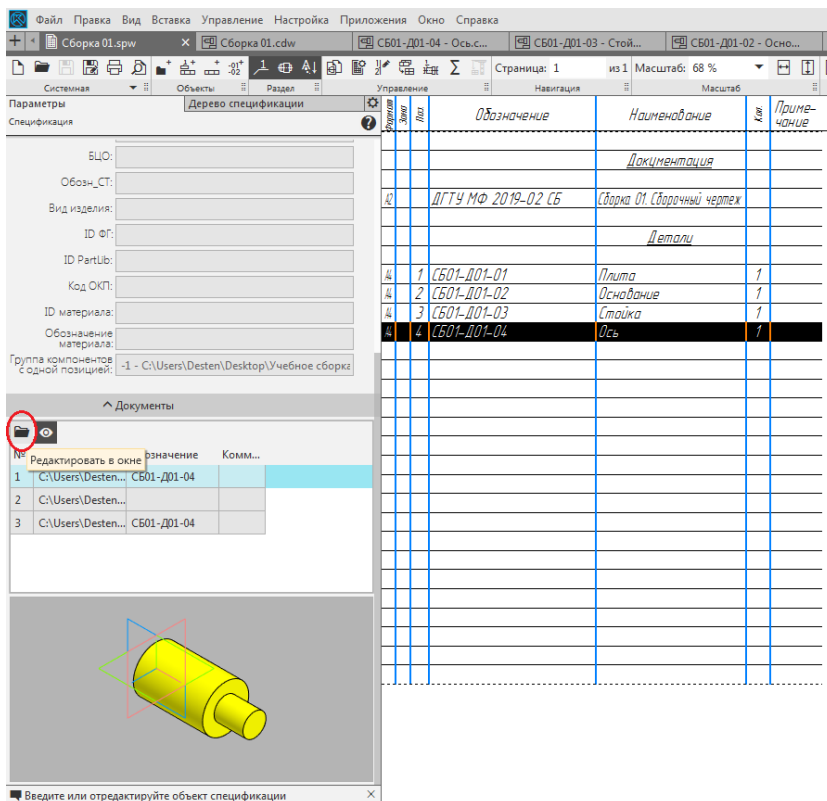 Файл Правка Вид Вставка Управление Настройка Приложения Окно Справка
Сборка 01.spw × Сборка 01.cdw СБ01-Д01-04 - Ось.с... СБ01-Д01-03 - Стой... СБ01-Д01-02 - Осно...
Страница: 1 из 1 Масштаб: 68 %
Системная Объекты Раздел Управление Навигация Масштаб
Параметры Дерево спецификации
Спецификация
Формат Зона Поз. Обозначение Наименование Кол. Приме-
чание
БЦО:
Обозн_СТ:
Вид изделия:
ID ФГ:
ID PartLib:
Код ОКП:
ID материала:
Обозначение
материала:
Группа компонентов
с одной позицией: -1 - C:\Users\Desten\Desktop\Учебное сборка
Документы
Редактировать в окне
№ означение Комм...
1 C:\Users\Desten... СБ01-Д01-04
2 C:\Users\Desten...
3 C:\Users\Desten... СБ01-Д01-04
Введите или отредактируйте объект спецификации ×
Документация
А2 ДГТУ МФ 2019-02 СБ Сборка 01. Сборочный чертеж
Детали
А4 1 СБ01-Д01-01 Плита 1
А4 2 СБ01-Д01-02 Основание 1
А4 3 СБ01-Д01-03 Стойка 1
А4 4 СБ01-Д01-04 Ось 1